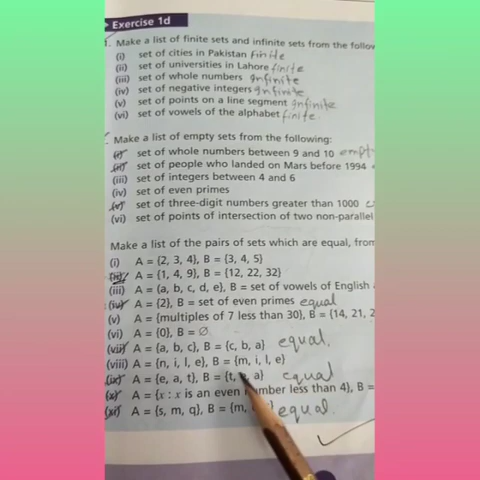 Exercise 1d
1. Make a list of finite sets and infinite sets from the follow
(i) set of cities in Pakistan finite
(ii) set of universities in Lahore finite
(iii) set of whole numbers infinite
(iv) set of negative integers infinite
(v) set of points on a line segment infinite
(vi) set of vowels of the alphabet finite.
Make a list of empty sets from the following:
(i) set of whole numbers between 9 and 10 empt
(ii) set of people who landed on Mars before 1994
(iii) set of integers between 4 and 6
(iv) set of even primes
(v) set of three-digit numbers greater than 1000
(vi) set of points of intersection of two non-parallel
Make a list of the pairs of sets which are equal, from
(i) A = {2, 3, 4}, B = {3, 4, 5}
(ii) A = {1, 4, 9}, B = {12, 22, 32}
(iii) A = (a, b, c, d, e}, B = set of vowels of English
(iv) A = {2}, B = set of even primes equal
(v) A = {multiples of 7 less than 30}, B = {14, 21, 2
(vi) A = {0}, B = ∅
(vii) A = {a, b, c}, B = {c, b, a} equal.
(viii) A = {n, i, l, e}, B = {m, i, l, e}
(ix) A = {e, a, t}, B = {t, e, a} equal
(x) A = {x : x is an even number less than 4}, B =
(xi) A = {s, m, q}, B = {m, equal.